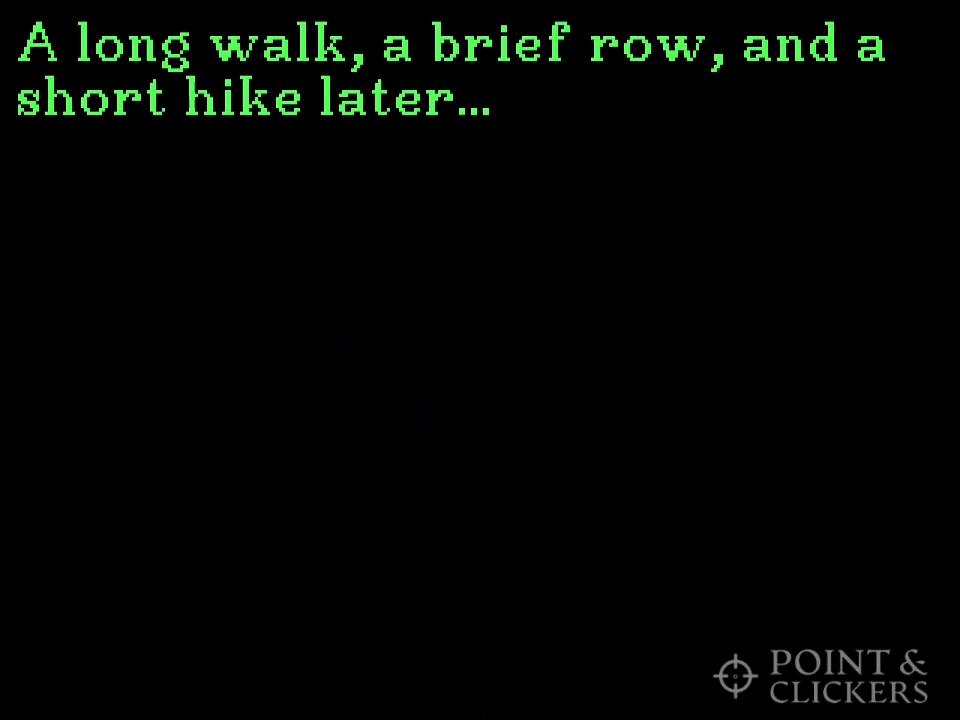 A long walk, a brief row, and a
short hike later...
POINT &
CLICKERS